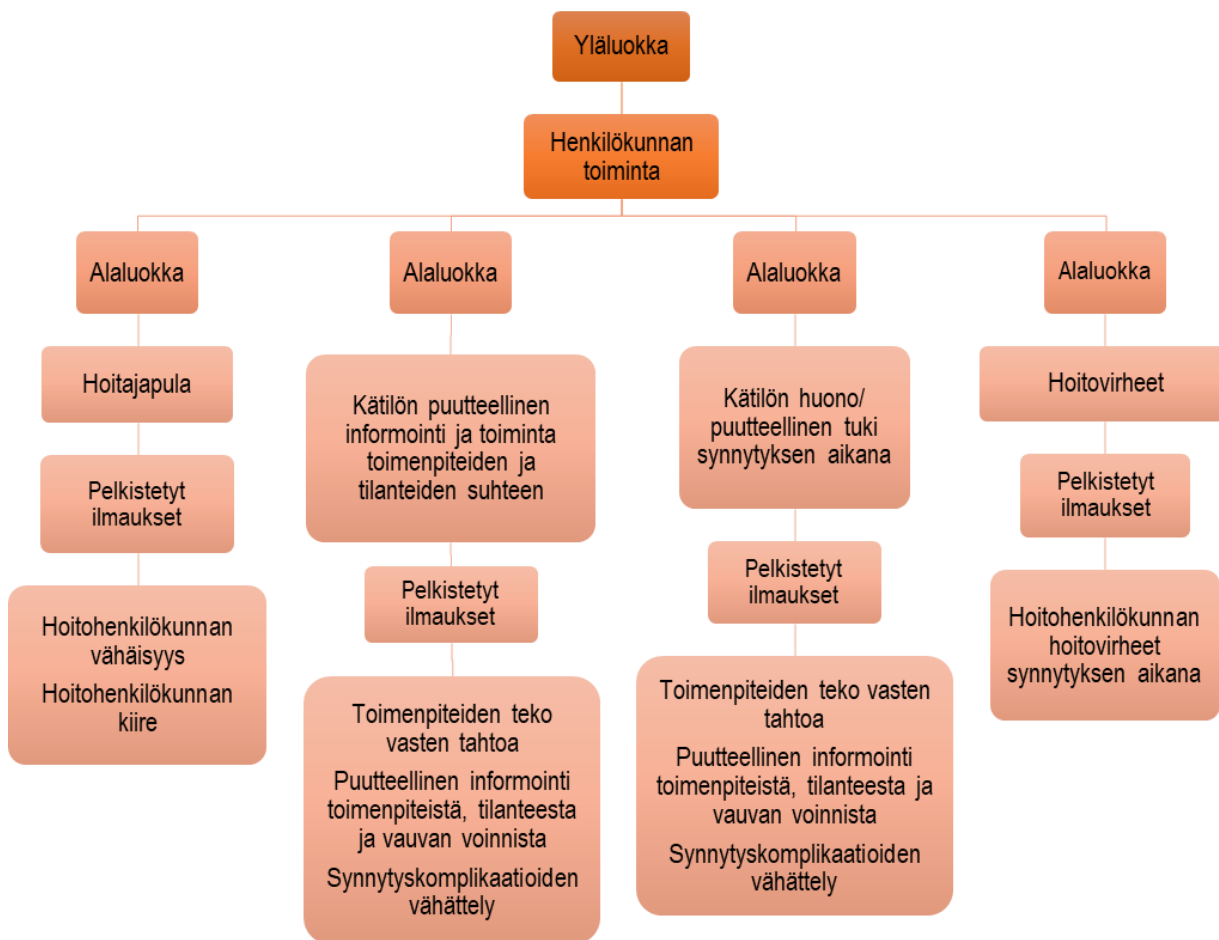 Yläluokka
Henkilökunnan
toiminta
Alaluokka
Hoitajapula
Pelkistetyt
ilmaukset
Hoitohenkilökunnan
vähäisyys
Hoitohenkilökunnan
kiire
Alaluokka
Kätilön puutteellinen
informointi ja toiminta
toimenpiteiden ja
tilanteiden suhteen
Pelkistetyt
ilmaukset
Toimenpiteiden teko
vasten tahtoa
Puutteellinen informointi
toimenpiteistä, tilanteesta
ja vauvan voinnista
Synnytyskomplikaatioiden
vähättely
Alaluokka
Kätilön huono/
puutteellinen tuki
synnytyksen aikana
Pelkistetyt
ilmaukset
Toimenpiteiden teko vasten
tahtoa
Puutteellinen informointi
toimenpiteistä, tilanteesta ja
vauvan voinnista
Synnytyskomplikaatioiden
vähättely
Alaluokka
Hoitovirheet
Pelkistetyt
ilmaukset
Hoitohenkilökunnan
hoitovirheet
synnytyksen aikana